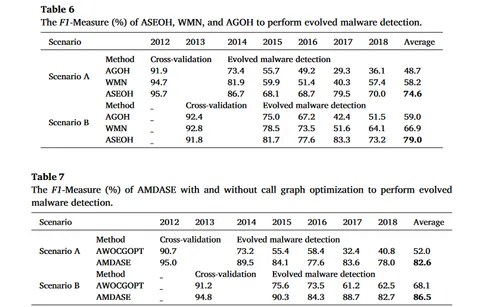 Table 6
The F1-Measure (%) of ASEOH, WMN, and AGOH to perform evolved malware detection.
Scenario 2012 2013 2014 2015 2016 2017 2018 Average
Scenario A
Method Cross-validation Evolved malware detection
AGOH 91.9 73.4 55.7 49.2 29.3 36.1 48.7
WMN 94.7 81.9 59.9 51.4 40.3 57.4 58.2
ASEOH 95.7 86.7 68.1 68.7 79.5 70.0 74.6
Scenario B
Method _ Cross-validation Evolved malware detection
AGOH _ 92.4 75.0 67.2 42.4 51.5 59.0
WMN _ 92.8 78.5 73.5 51.6 64.1 66.9
ASEOH _ 91.8 81.7 77.6 83.3 73.2 79.0
Table 7
The F1-Measure (%) of AMDASE with and without call graph optimization to perform evolved
malware detection.
Scenario 2012 2013 2014 2015 2016 2017 2018 Average
Scenario A
Method Cross-validation Evolved malware detection
AWOCGOPT 90.7 73.2 55.4 58.4 32.4 40.8 52.0
AMDASE 95.0 89.5 84.1 77.6 83.6 78.0 82.6
Scenario B
Method _ Cross-validation Evolved malware detection
AWOCGOPT _ 91.2 75.6 73.5 61.2 62.5 68.1
AMDASE _ 94.8 90.3 84.3 88.7 82.7 86.5